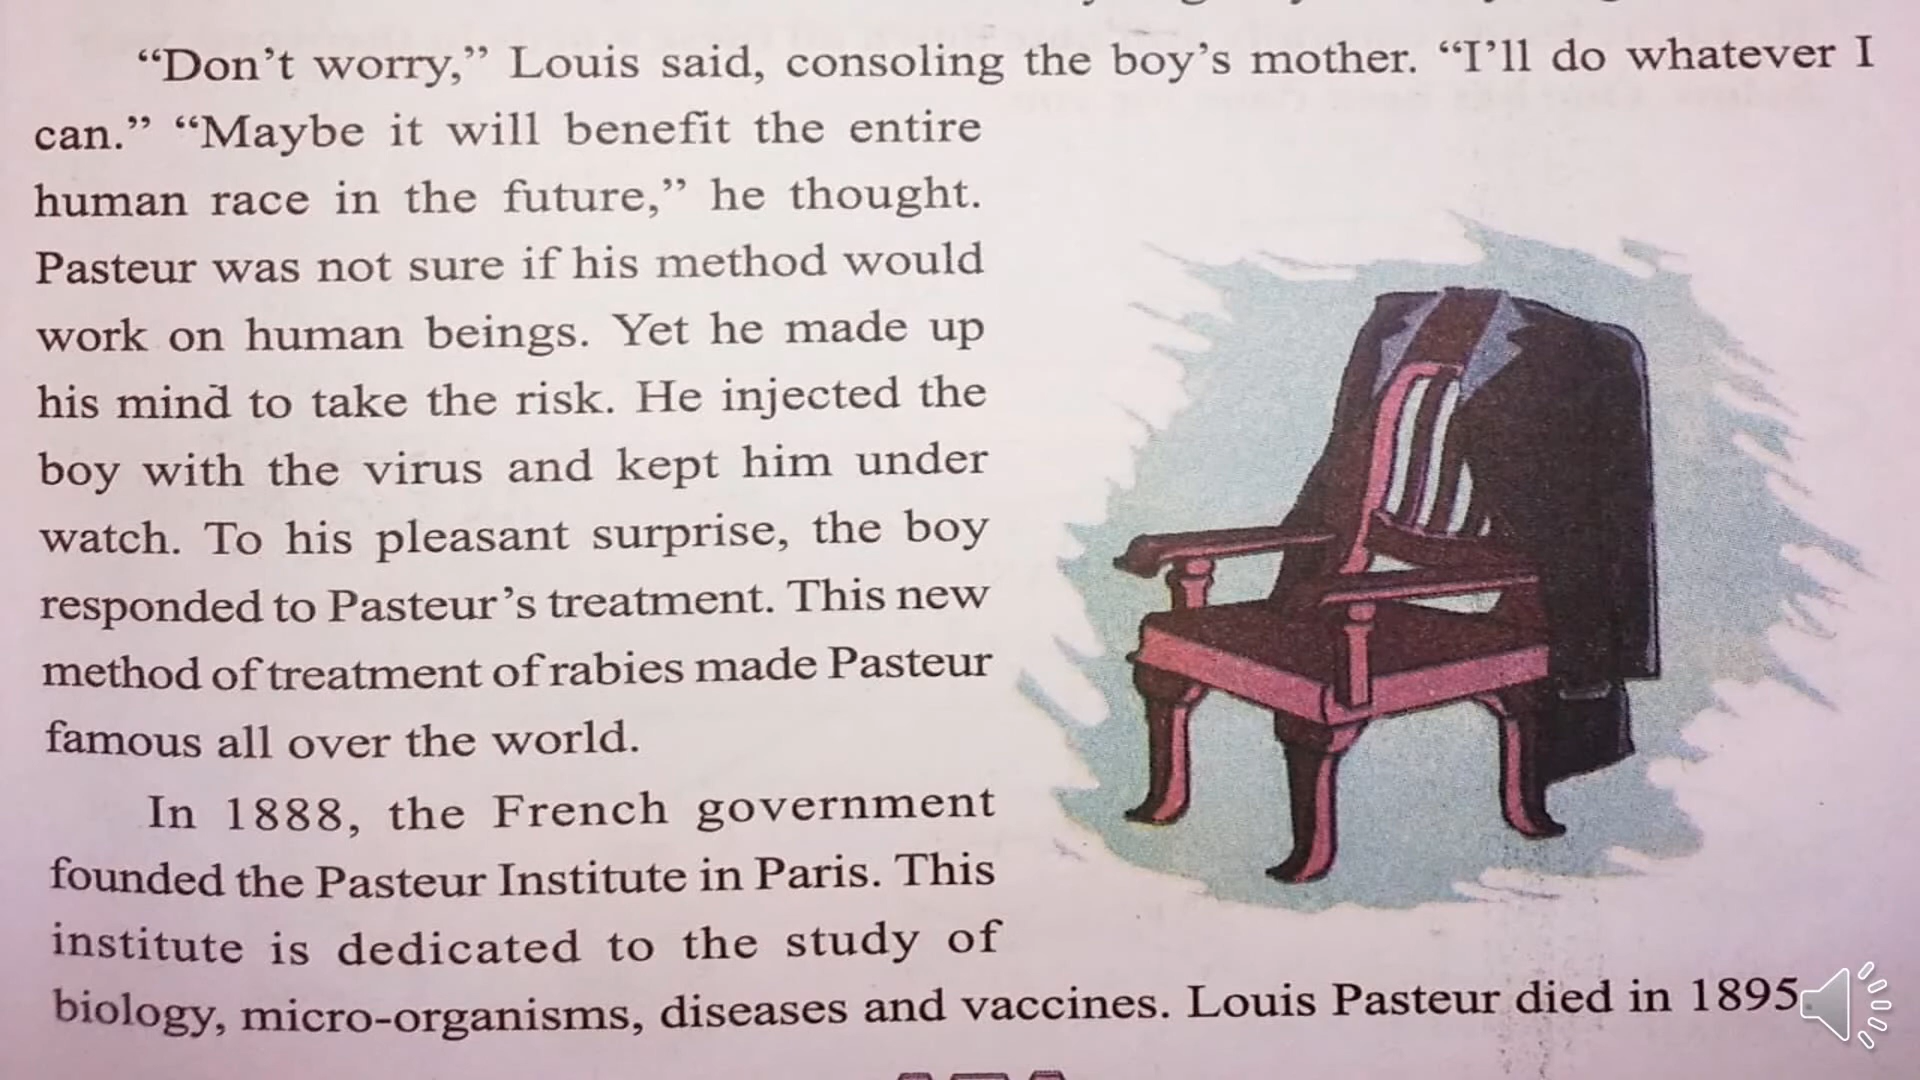 “Don’t worry,” Louis said, consoling the boy’s mother. “I’ll do whatever I
can.” “Maybe it will benefit the entire
human race in the future,” he thought.
Pasteur was not sure if his method would
work on human beings. Yet he made up
his mind to take the risk. He injected the
boy with the virus and kept him under
watch. To his pleasant surprise, the boy
responded to Pasteur’s treatment. This new
method of treatment of rabies made Pasteur
famous all over the world.
In 1888, the French government
founded the Pasteur Institute in Paris. This
institute is dedicated to the study of
biology, micro-organisms, diseases and vaccines. Louis Pasteur died in 1895.